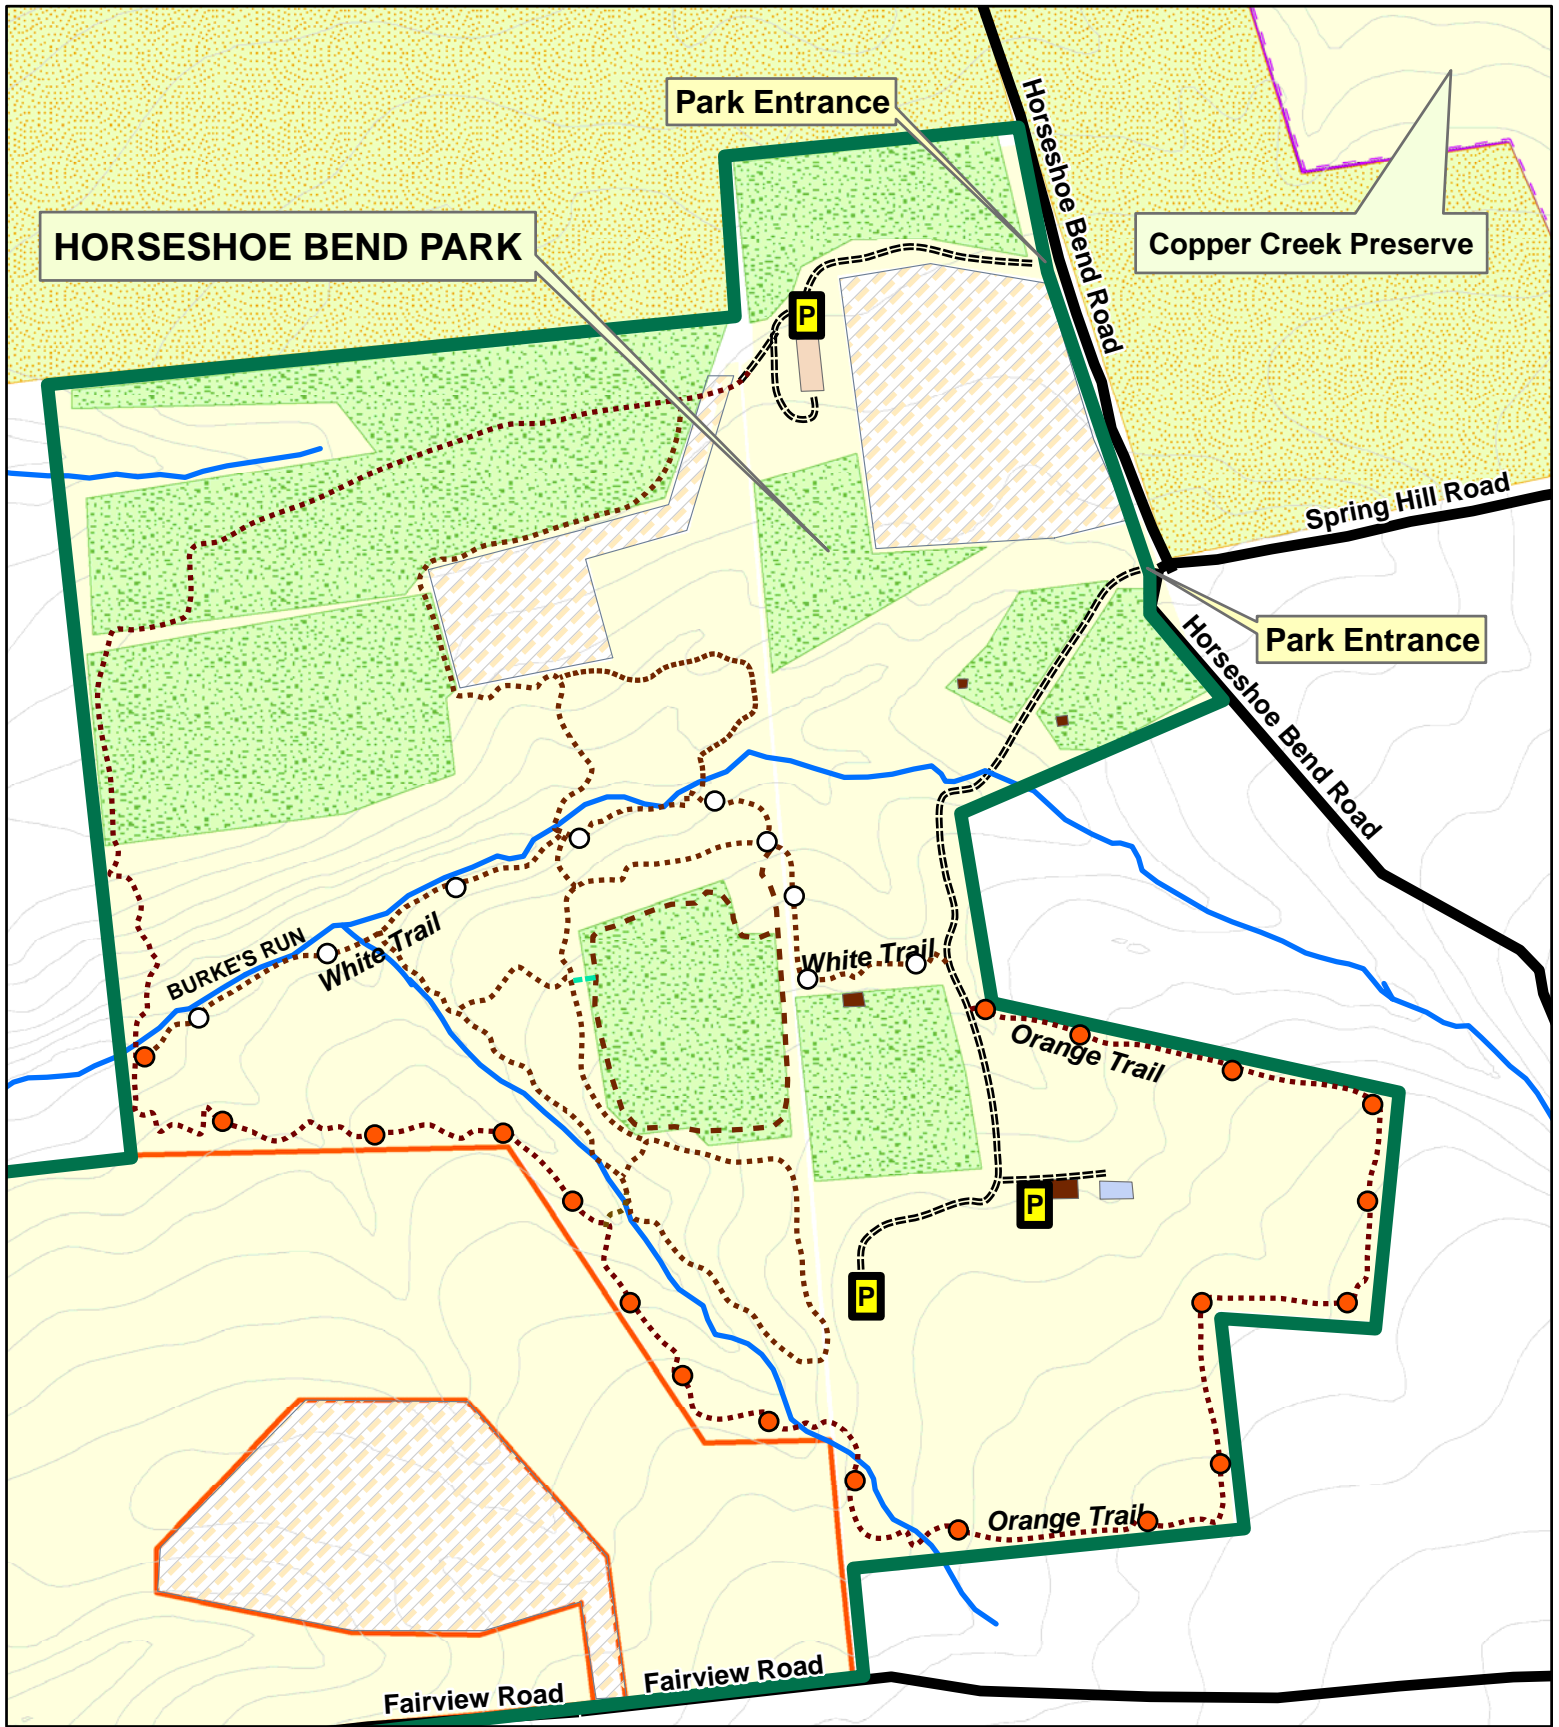 Park Entrance
Horseshoe Bend Road
HORSESHOE BEND PARK
Copper Creek Preserve
P
Spring Hill Road
Park Entrance
Horseshoe Bend Road
BURKE'S RUN
White Trail
White Trail
Orange Trail
P
P
Orange Trail
Fairview Road
Fairview Road